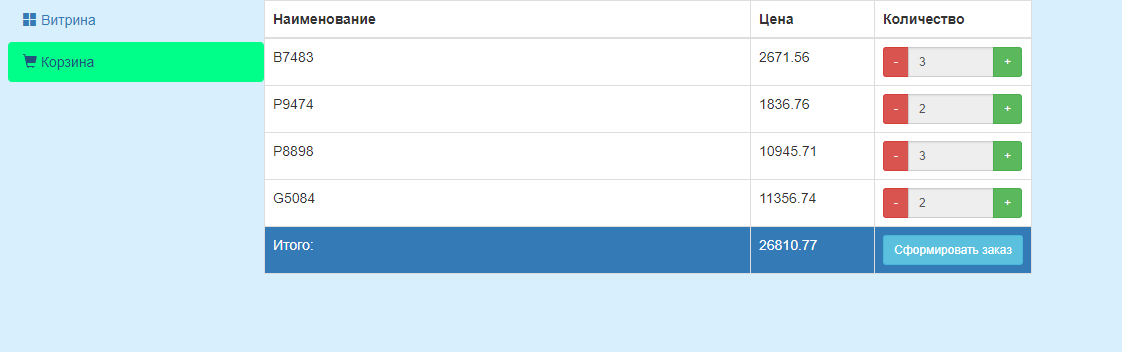 Витрина
Корзина
Наименование Цена Количество
B7483 2671.56 - 3 +
P9474 1836.76 - 2 +
P8898 10945.71 - 3 +
G5084 11356.74 - 2 +
Итого: 26810.77 Сформировать заказ